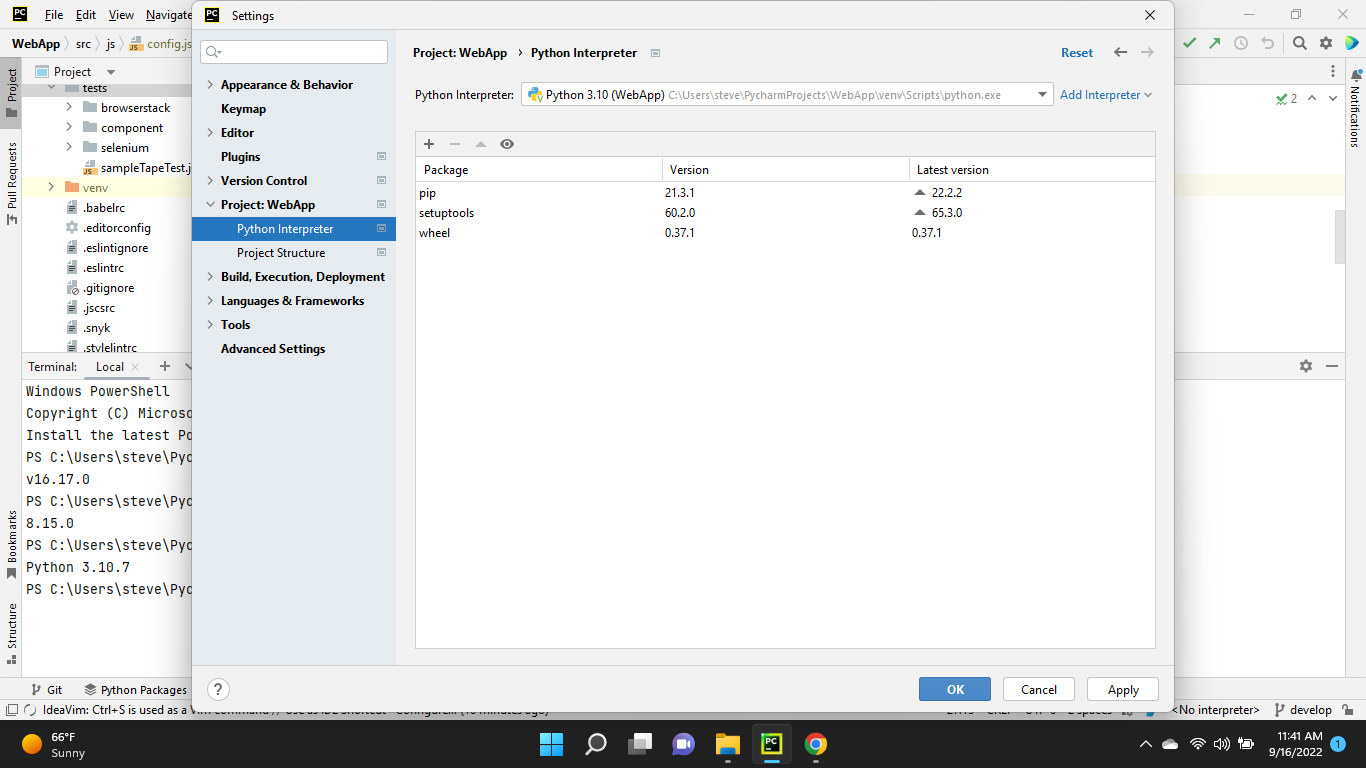 PC File Edit View Navigate
PC Settings
WebApp src js config.js
Project
tests
browserstack
component
selenium
sampleTapeTest.js
venv
.babelrc
.editorconfig
.eslintignore
.eslintrc
.gitignore
.jscsrc
.snyk
.stylelintrc
Project
Pull Requests
Bookmarks
Structure
Appearance & Behavior
Keymap
Editor
Plugins
Version Control
Project: WebApp
Python Interpreter
Project Structure
Build, Execution, Deployment
Languages & Frameworks
Tools
Advanced Settings
?
Project: WebApp › Python Interpreter
Reset
Python Interpreter: Python 3.10 (WebApp) C:\Users\steve\PycharmProjects\WebApp\venv\Scripts\python.exe Add Interpreter
Package Version Latest version
pip 21.3.1 22.2.2
setuptools 60.2.0 65.3.0
wheel 0.37.1 0.37.1
OK Cancel Apply
2
Notifications
Terminal: Local
Windows PowerShell
Copyright (C) Microso
Install the latest Po
PS C:\Users\steve\Pyc
v16.17.0
PS C:\Users\steve\Pyc
8.15.0
PS C:\Users\steve\Pyc
Python 3.10.7
PS C:\Users\steve\Pyc
Git Python Packages
IdeaVim: Ctrl+S is used as a Vim command // Use as IDE shortcut
<No interpreter> develop
66°F
Sunny
PC
11:41 AM
9/16/2022
1